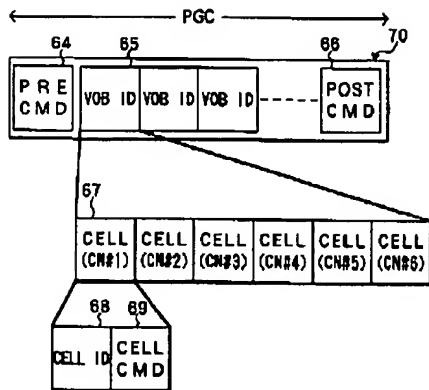 PGC
64 65 66 70
PRE CMD VOB ID VOB ID VOB ID POST CMD
67
CELL (CN#1) CELL (CN#2) CELL (CN#3) CELL (CN#4) CELL (CN#5) CELL (CN#6)
68 69
CELL ID CELL CMD